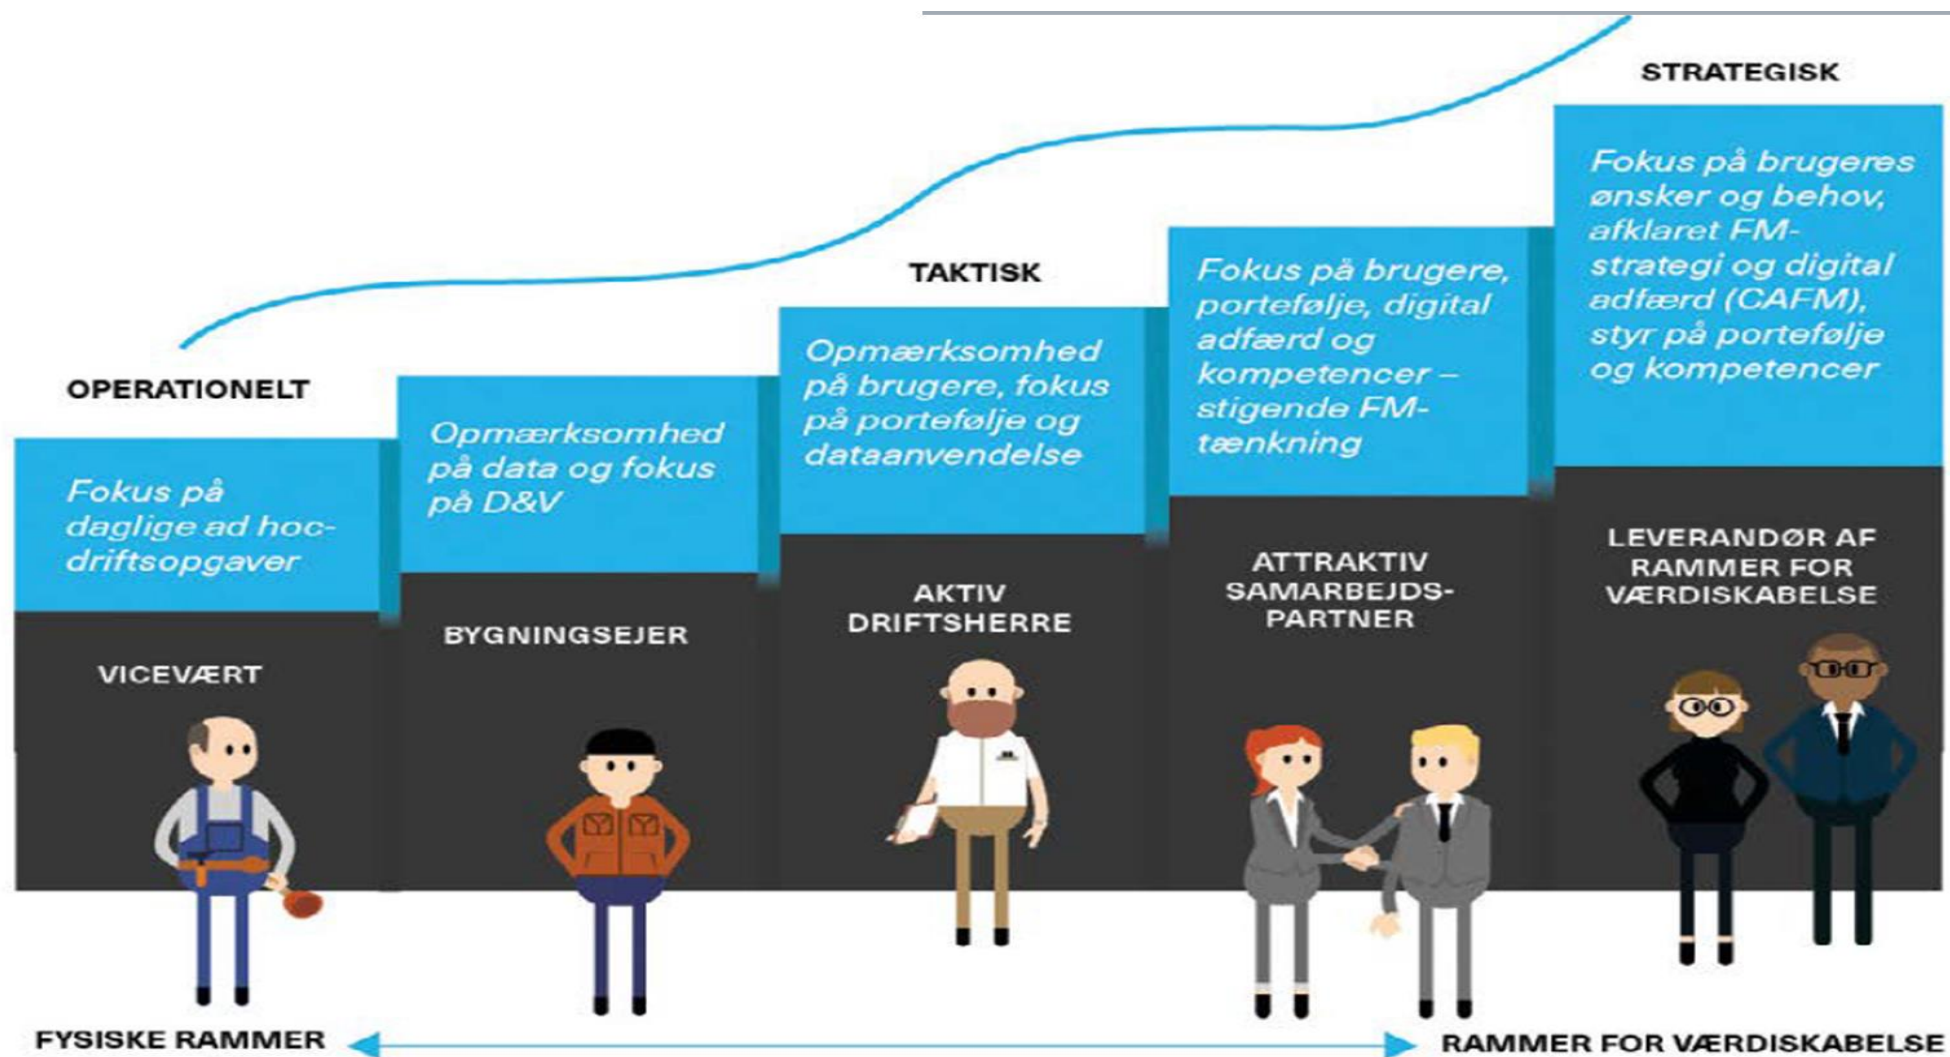 STRATEGISK
Fokus på brugeres
ønsker og behov,
afklaret FM-
strategi og digital
adfærd (CAFM),
styr på portefølje
og kompetencer
LEVERANDØR AF
RAMMER FOR
VÆRDISKABELSE
Fokus på brugere,
portefølje, digital
adfærd og
kompetencer –
stigende FM-
tænkning
ATTRAKTIV
SAMARBEJDS-
PARTNER
TAKTISK
Opmærksomhed
på brugere, fokus
på portefølje og
dataanvendelse
AKTIV
DRIFTSHERRE
Opmærksomhed
på data og fokus
på D&V
BYGNINGSEJER
OPERATIONELT
Fokus på
daglige ad hoc-
driftsopgaver
VICEVÆRT
FYSISKE RAMMER
RAMMER FOR VÆRDISKABELSE